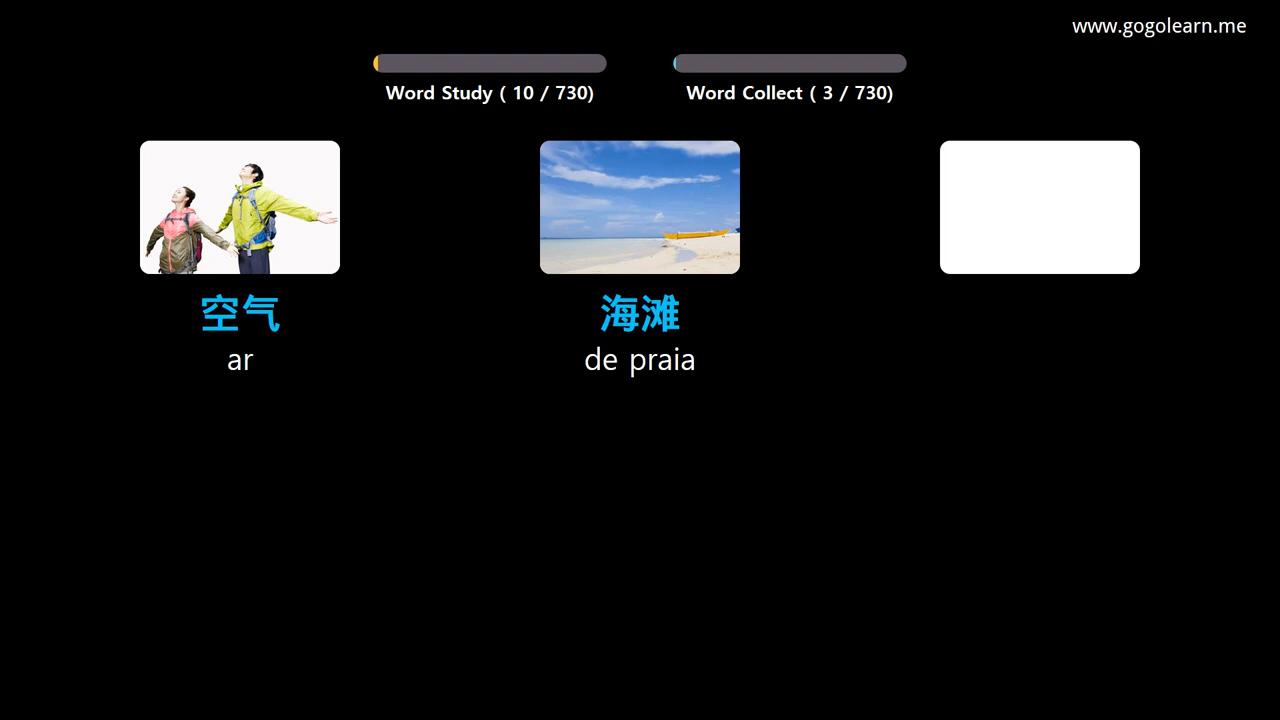 www.gogolearn.me
Word Study ( 10 / 730)
Word Collect ( 3 / 730)
空气
ar
海滩
de praia